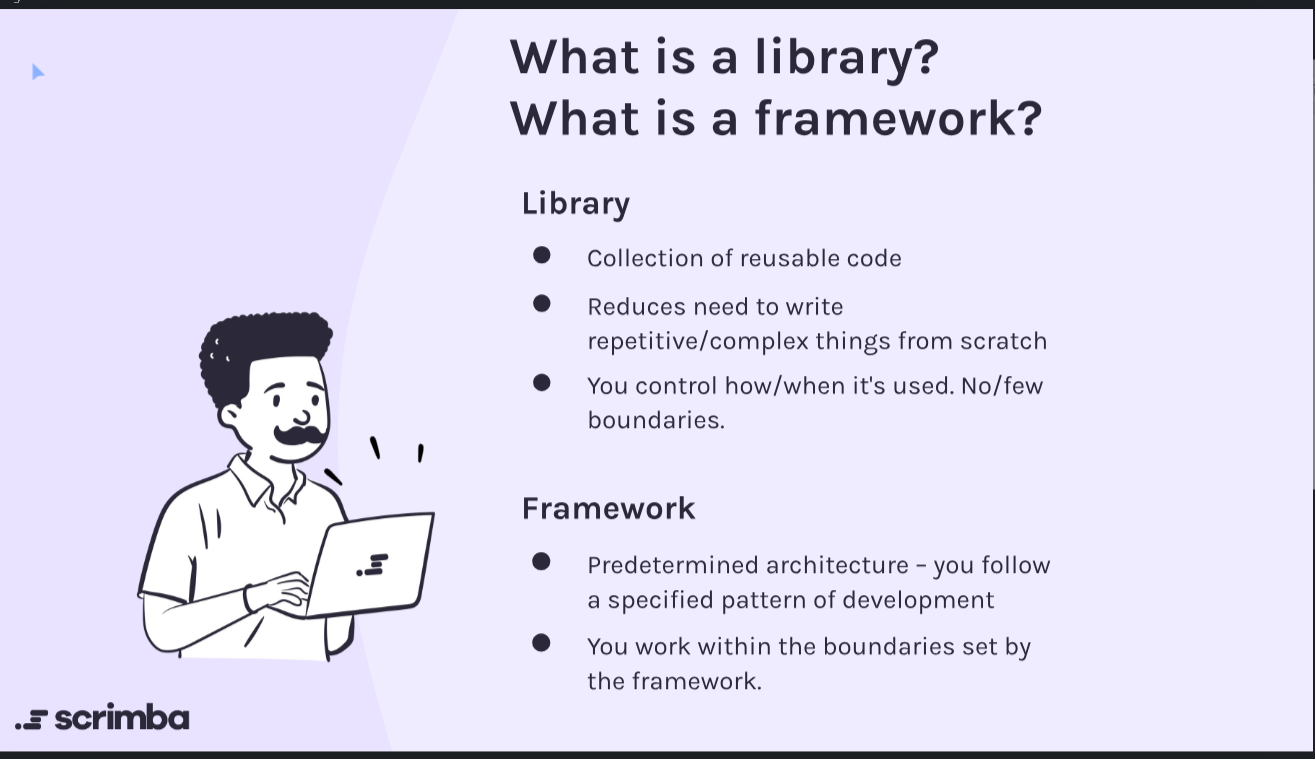 What is a library?
What is a framework?
Library
Collection of reusable code
Reduces need to write
repetitive/complex things from scratch
You control how/when it's used. No/few
boundaries.
Framework
Predetermined architecture – you follow
a specified pattern of development
You work within the boundaries set by
the framework.
scrimba